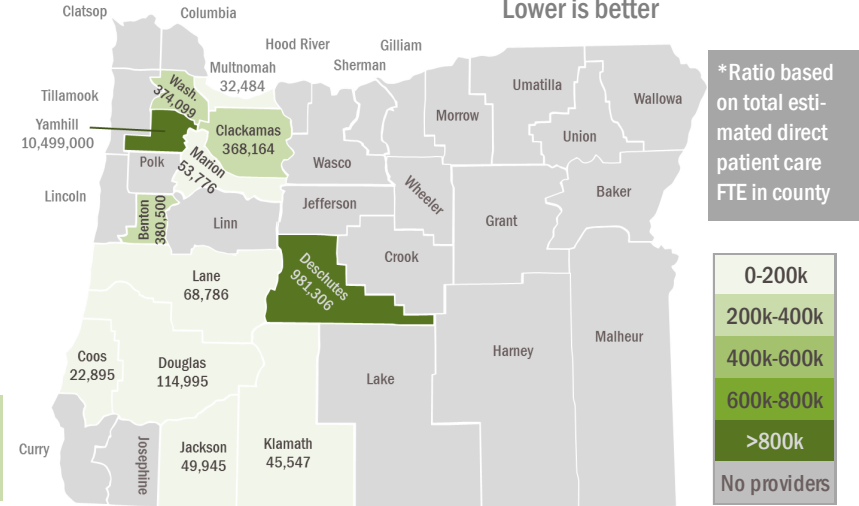 Lower is better
Clatsop
Columbia
Hood River
Gilliam
Sherman
Multnomah
32,484
Wash.
374,099
Tillamook
Yamhill
10,499,000
Clackamas
368,164
Umatilla
Wallowa
Morrow
Union
*Ratio based
on total esti-
mated direct
patient care
FTE in county
Polk
Marion
53,776
Wasco
Wheeler
Baker
Lincoln
Benton
380,500
Linn
Jefferson
Grant
Crook
Deschutes
981,306
Lane
68,786
Coos
22,895
Douglas
114,995
Lake
Harney
Malheur
Curry
Josephine
Jackson
49,945
Klamath
45,547
0-200k
200k-400k
400k-600k
600k-800k
>800k
No providers